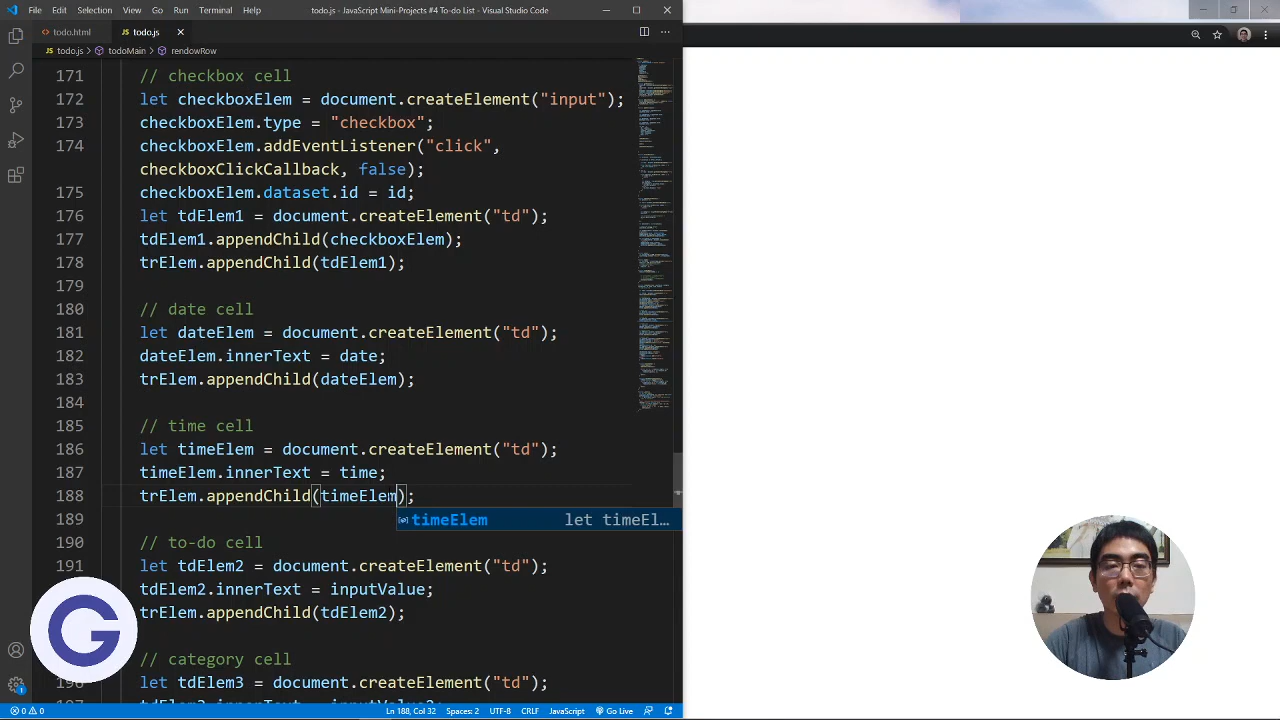 File Edit Selection View Go Run Terminal Help todo.js - JavaScript Mini-Projects #4 To-do List - Visual Studio Code
todo.html todo.js
todo.js todoMain rendowRow
171 // checkbox cell
172 let checkboxElem = document.createElement("input");
173 checkboxElem.type = "checkbox";
174 checkboxElem.addEventListener("click",
checkboxClickCallback, false);
175 checkboxElem.dataset.id = id;
176 let tdElem1 = document.createElement("td");
177 tdElem1.appendChild(checkboxElem);
178 trElem.appendChild(tdElem1);
179
180 // date cell
181 let dateElem = document.createElement("td");
182 dateElem.innerText = date;
183 trElem.appendChild(dateElem);
184
185 // time cell
186 let timeElem = document.createElement("td");
187 timeElem.innerText = time;
188 trElem.appendChild(timeElem)
timeElem let timeEl...
189
190 // to-do cell
191 let tdElem2 = document.createElement("td");
192 tdElem2.innerText = inputValue;
193 trElem.appendChild(tdElem2);
// category cell
let tdElem3 = document.createElement("td");
G
0 0 Ln 188, Col 32 Spaces: 2 UTF-8 CRLF JavaScript Go Live